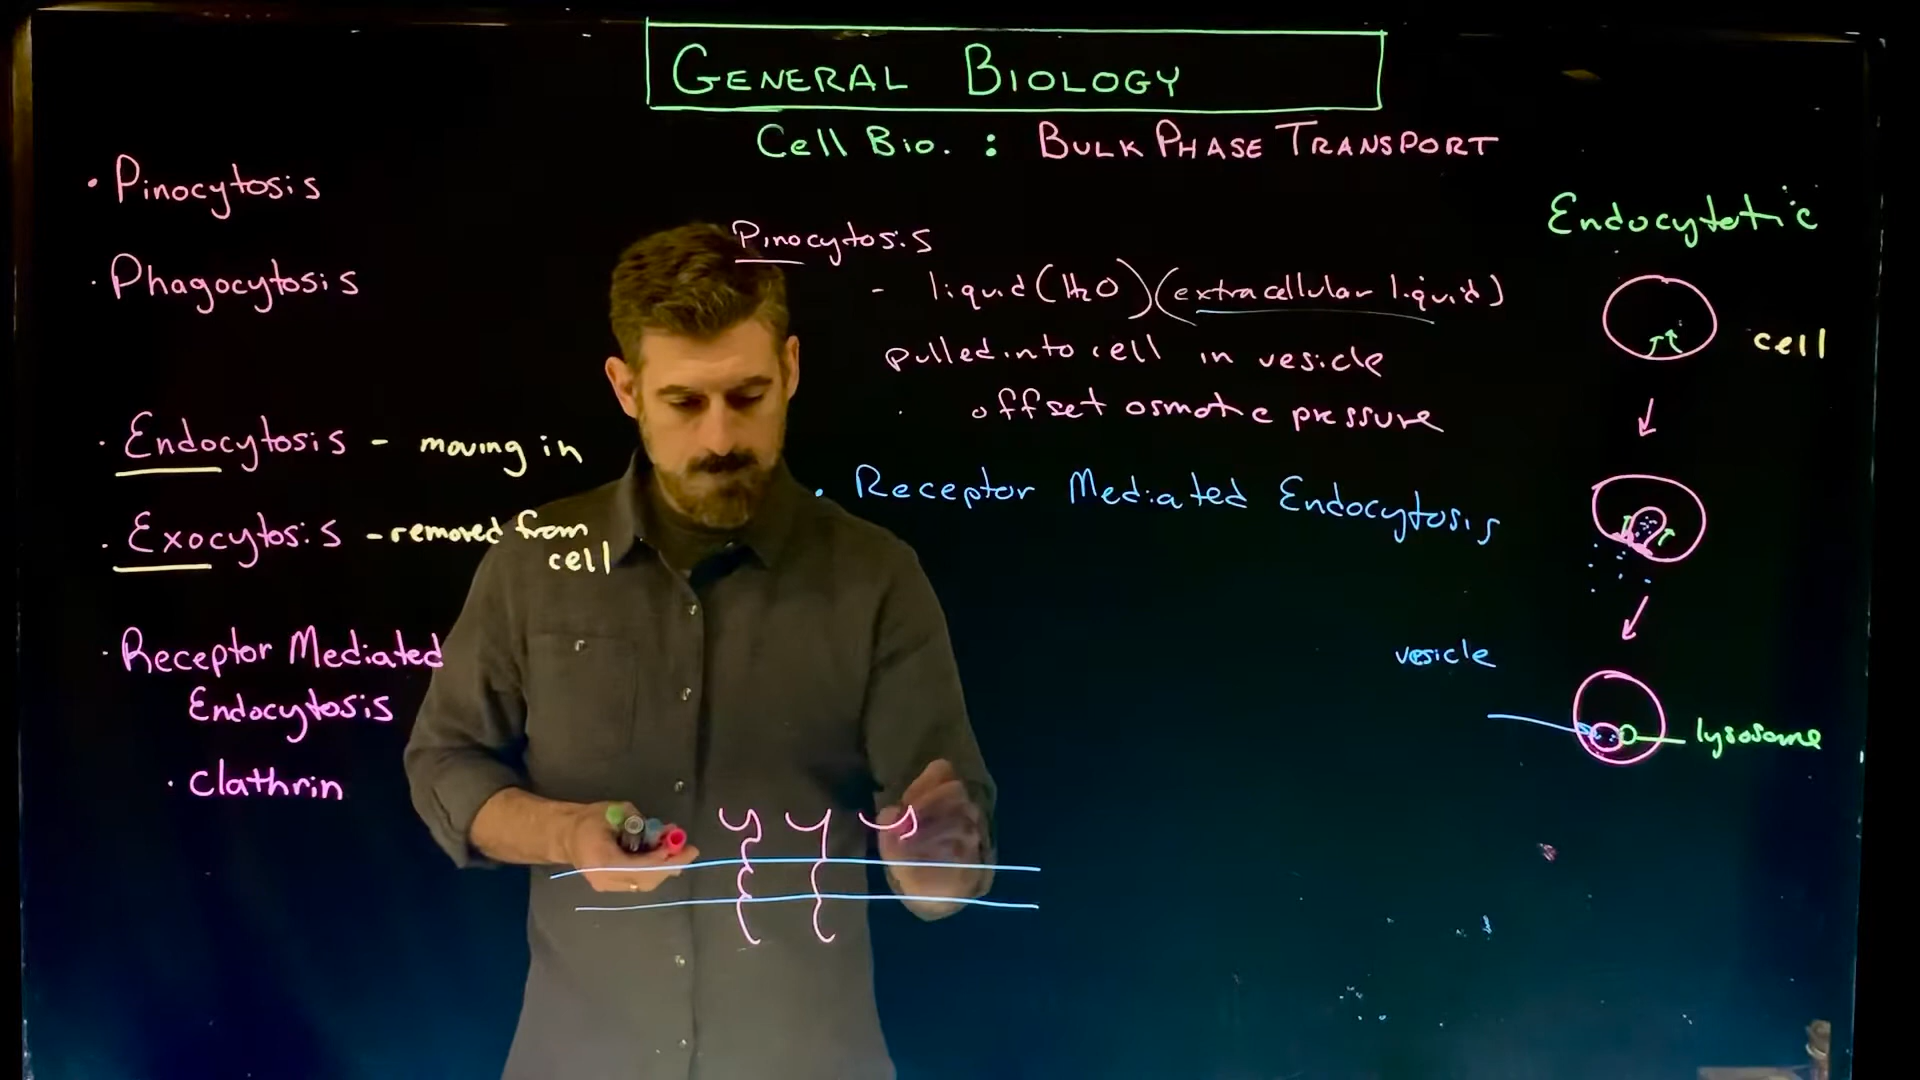 GENERAL BIOLOGY
Cell Bio. : BULK PHASE TRANSPORT
• Pinocytosis
• Phagocytosis
• Endocytosis - moving in
• Exocytosis - removed from
cell
• Receptor Mediated
Endocytosis
• Clathrin
Pinocytosis
- liquid (H2O) (extracellular liquid)
pulled into cell in vesicle
• offset osmotic pressure
• Receptor Mediated Endocytosis
Endocytotic
cell
vesicle
lysosome